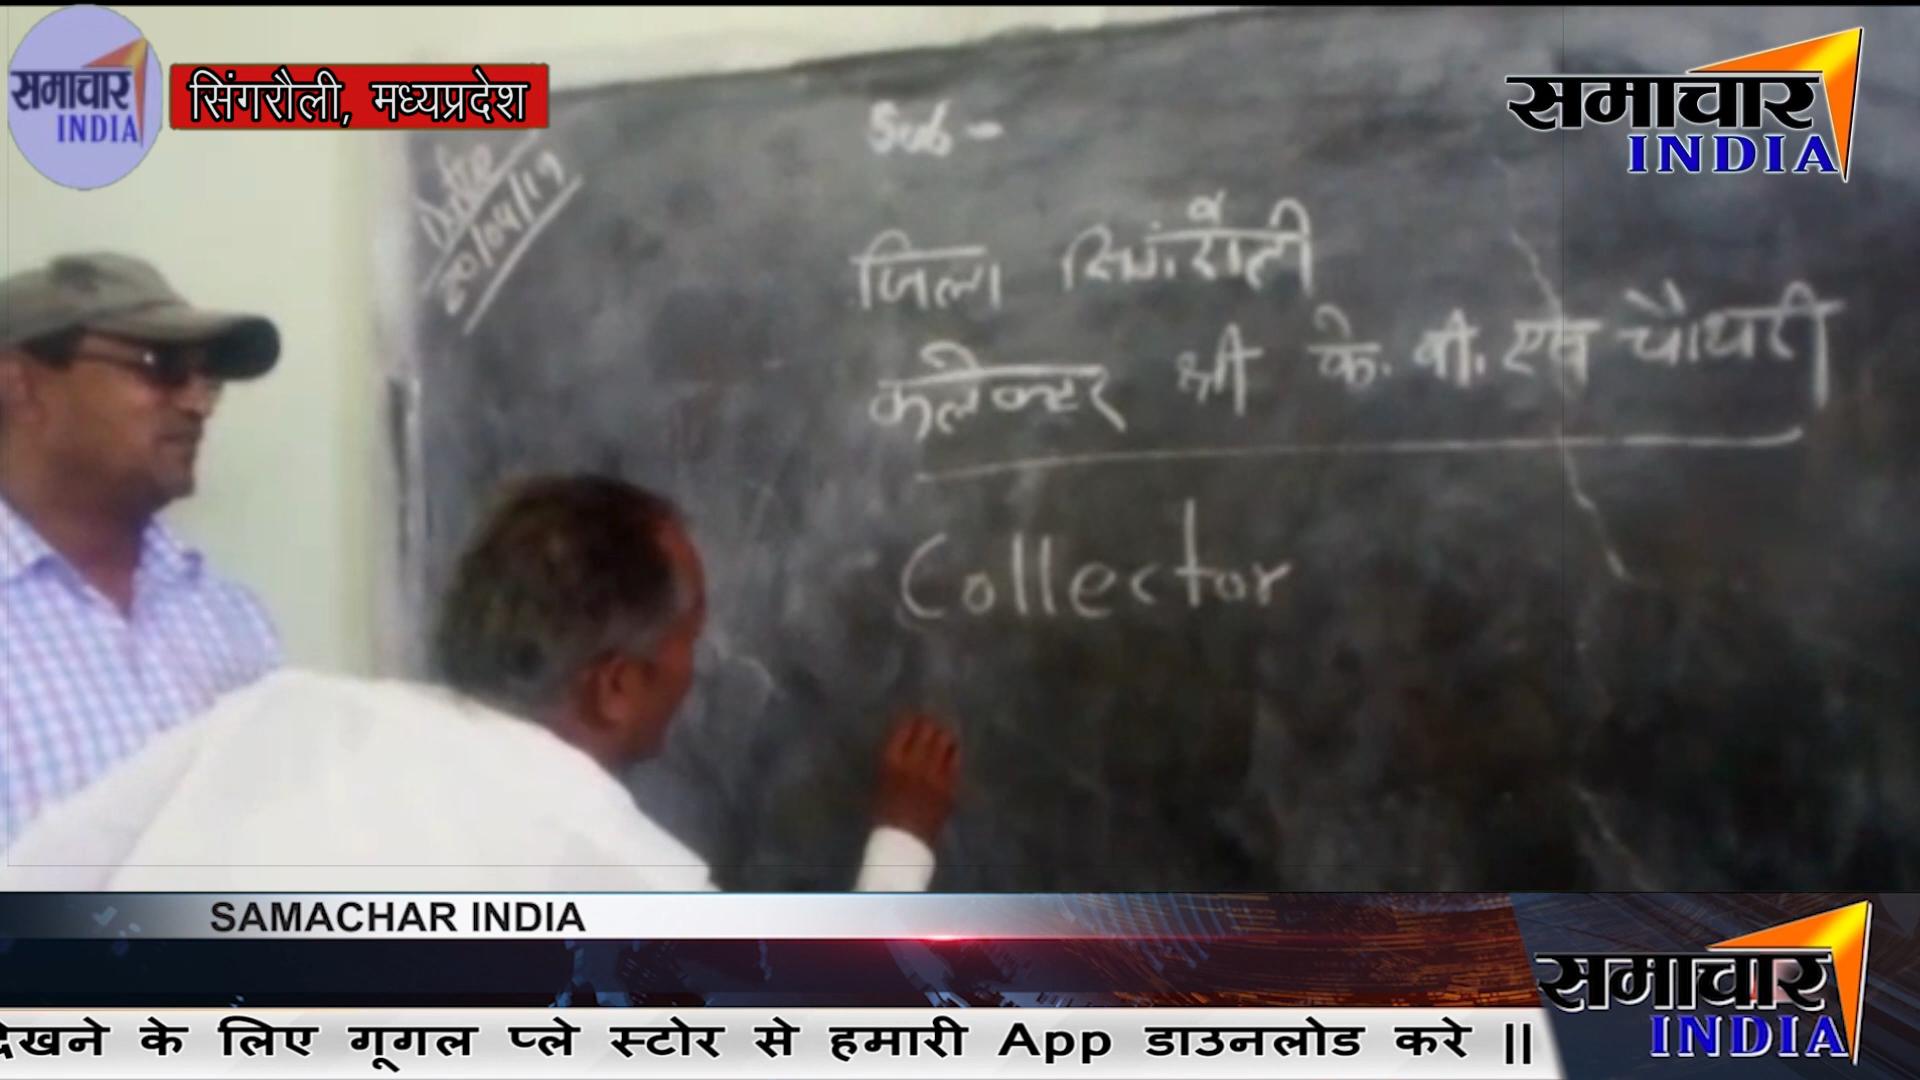 समाचार
INDIA
सिंगरौली, मध्यप्रदेश
समाचार
INDIA
Date
Sub -
जिला
कलेक्टर श्री के. वी. एस चौधरी
Collector
SAMACHAR INDIA
समाचार
INDIA
देखने के लिए गूगल प्ले स्टोर से हमारी App डाउनलोड करे ||